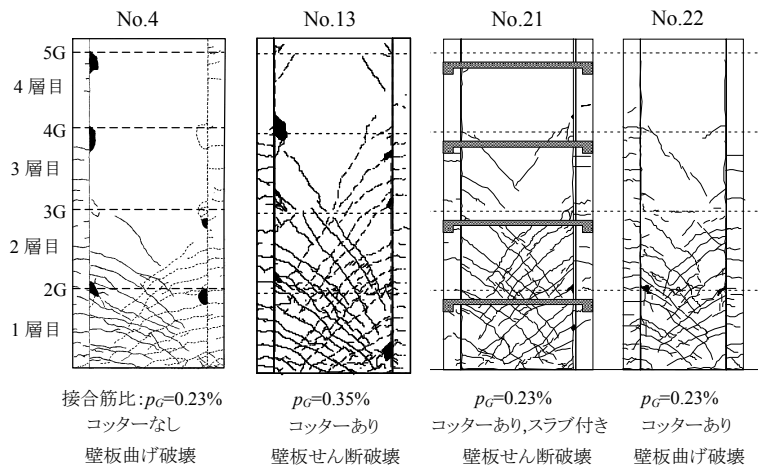 No.4 No.13 No.21 No.22
5G
4層目
4G
3層目
3G
2層目
2G
1層目
接合筋比:pG=0.23% pG=0.35% pG=0.23% pG=0.23%
コッターなし コッターあり コッターあり,スラブ付き コッターあり
壁板曲げ破壊 壁板せん断破壊 壁板せん断破壊 壁板曲げ破壊